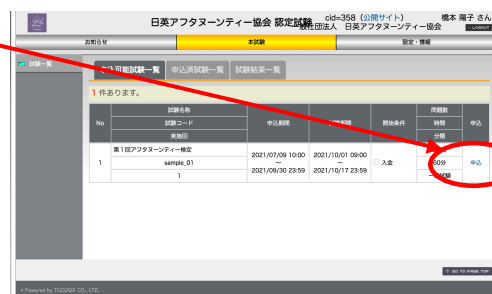 日英アフタヌーンティー協会 認定試験
cid=358（公開サイト）
一般社団法人 日英アフタヌーンティー協会
橋本 陽子 さん
LOGOUT
お知らせ
本試験
設定・情報
試験一覧
申込可能試験一覧
申込済試験一覧
試験結果一覧
1 件あります。
No
試験名称
試験コード
実施回
申込期間
開始条件
問題数
時間
分類
申込
1
第1回アフタヌーンティー検定
sample_01
1
2021/07/09 10:00
～
2021/09/30 23:59
2021/10/01 09:00
～
2021/10/17 23:59
入金
60分
申込
GO TO PAGE TOP
Powered by TOCOSIE CO., LTD.